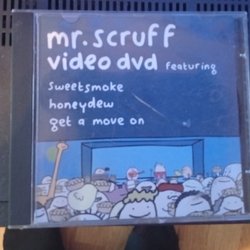 mr. scruff
video dvd featuring
sweetsmoke
honeydew
get a move on